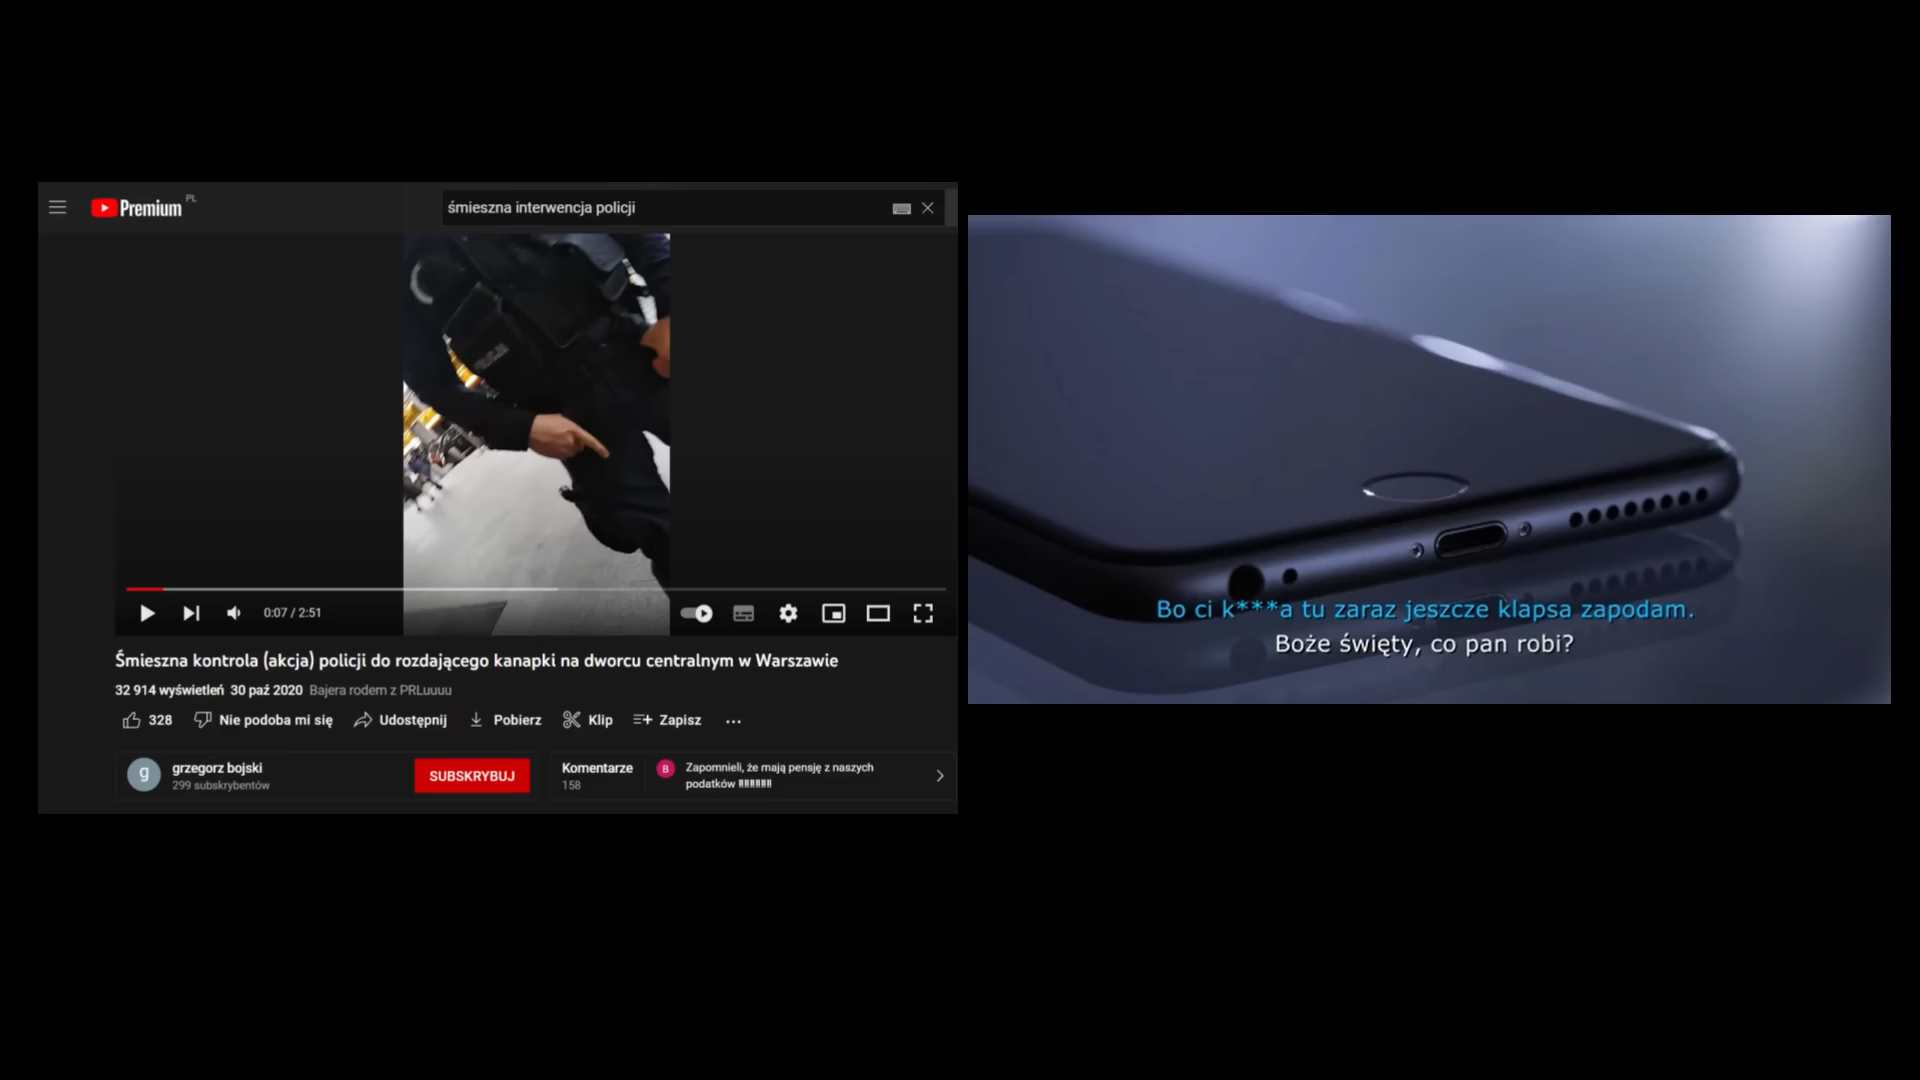 Premium PL
śmieszna interwencja policji
POLICJA
0:07 / 2:51
Śmieszna kontrola (akcja) policji do rozdającego kanapki na dworcu centralnym w Warszawie
32 914 wyświetleń 30 paź 2020 Bajera rodem z PRLuuuu
328 Nie podoba mi się Udostępnij Pobierz Klip Zapisz ...
g
grzegorz bojski
299 subskrybentów
SUBSKRYBUJ
Komentarze
158
B
Zapomnieli, że mają pensję z naszych
podatków !!!!!!!!!!!!
Bo ci k***a tu zaraz jeszcze klapsa zapodam.
Boże święty, co pan robi?